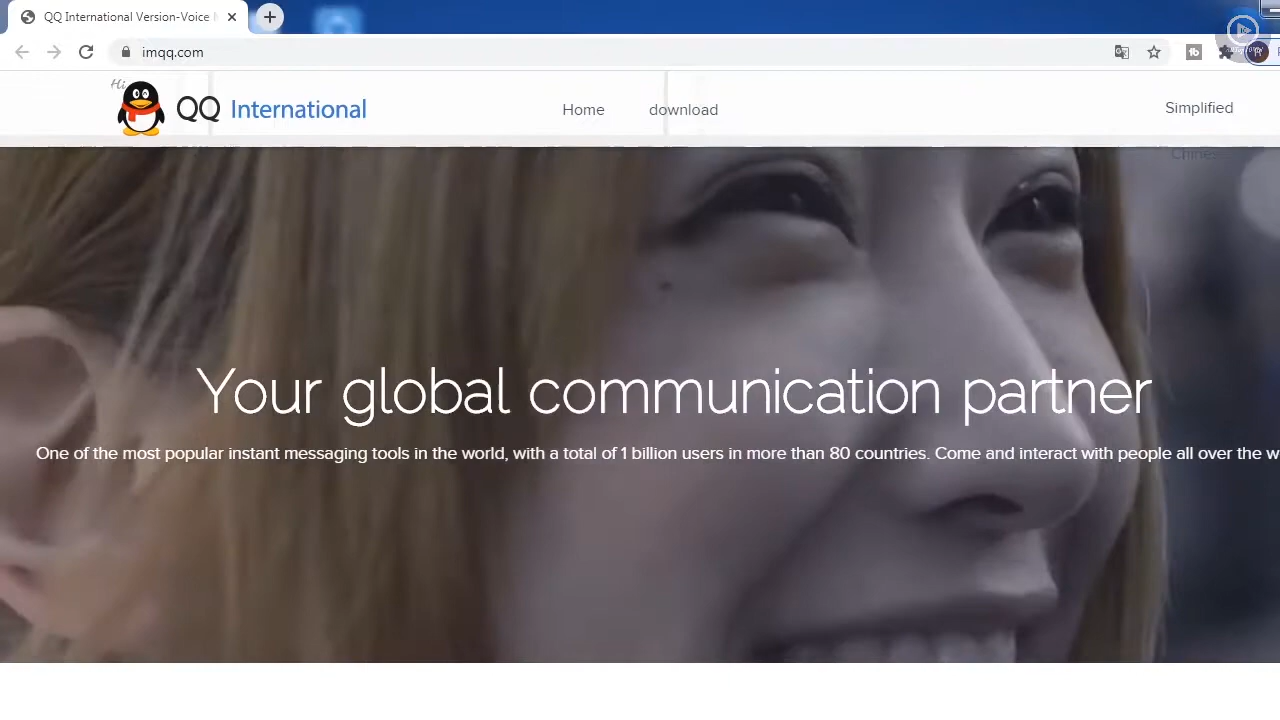 QQ International Version-Voice
imqq.com
QQ International
Home
download
Simplified
Chinese
Your global communication partner
One of the most popular instant messaging tools in the world, with a total of 1 billion users in more than 80 countries. Come and interact with people all over the w